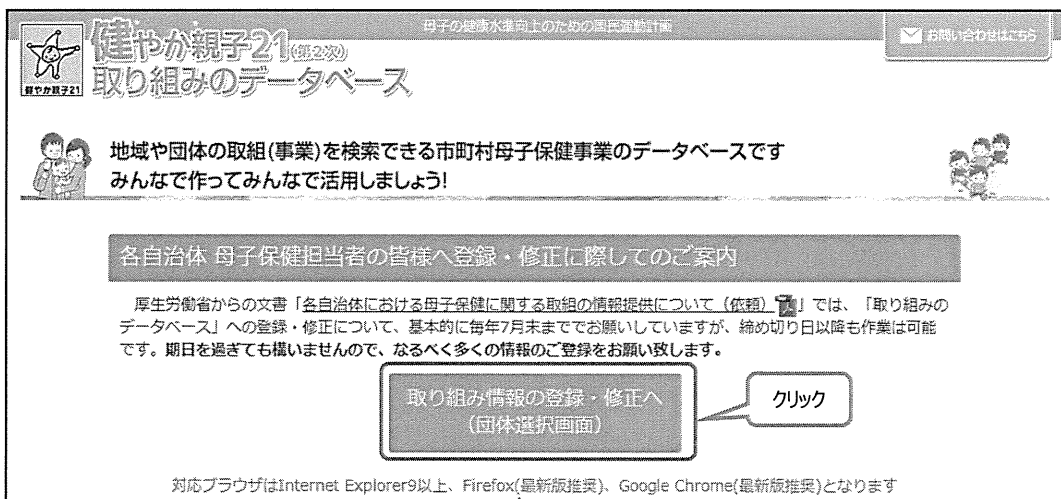 母子の健康水準向上のための国民運動計画
お問い合わせはこちら
健やか親子21(第2次)
取り組みのデータベース
健やか親子21
地域や団体の取組(事業)を検索できる市町村母子保健事業のデータベースです
みんなで作ってみんなで活用しましょう!
各自治体 母子保健担当者の皆様へ登録・修正に際してのご案内
厚生労働省からの文書「各自治体における母子保健に関する取組の情報提供について（依頼）」では、「取り組みの
データベース」への登録・修正について、基本的に毎年7月末まででお願いしていますが、締め切り日以降も作業は可能
です。期日を過ぎても構いませんので、なるべく多くの情報のご登録をお願い致します。
取り組み情報の登録・修正へ
（団体選択画面）
クリック
対応ブラウザはInternet Explorer9以上、Firefox(最新版推奨)、Google Chrome(最新版推奨)となります